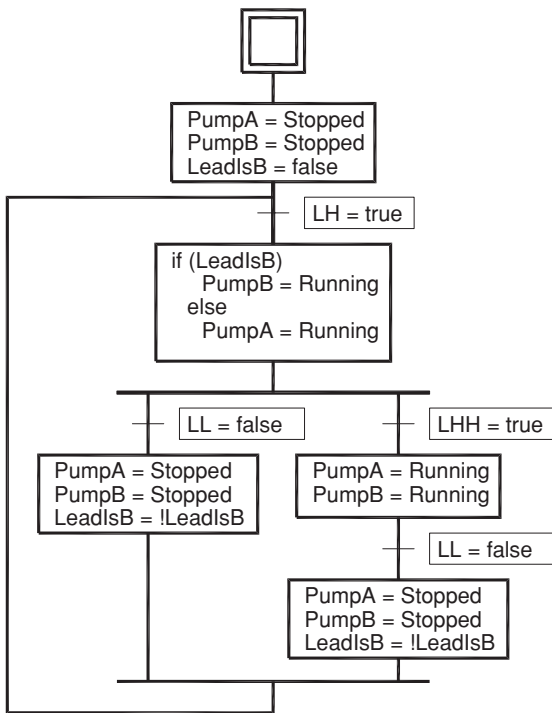 PumpA = Stopped
PumpB = Stopped
LeadIsB = false
LH = true
if (LeadIsB)
PumpB = Running
else
PumpA = Running
LL = false
LHH = true
PumpA = Stopped
PumpB = Stopped
LeadIsB = !LeadIsB
PumpA = Running
PumpB = Running
LL = false
PumpA = Stopped
PumpB = Stopped
LeadIsB = !LeadIsB